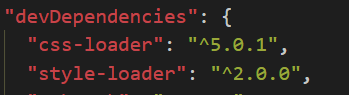 "devDependencies": {
"css-loader": "^5.0.1",
"style-loader": "^2.0.0",